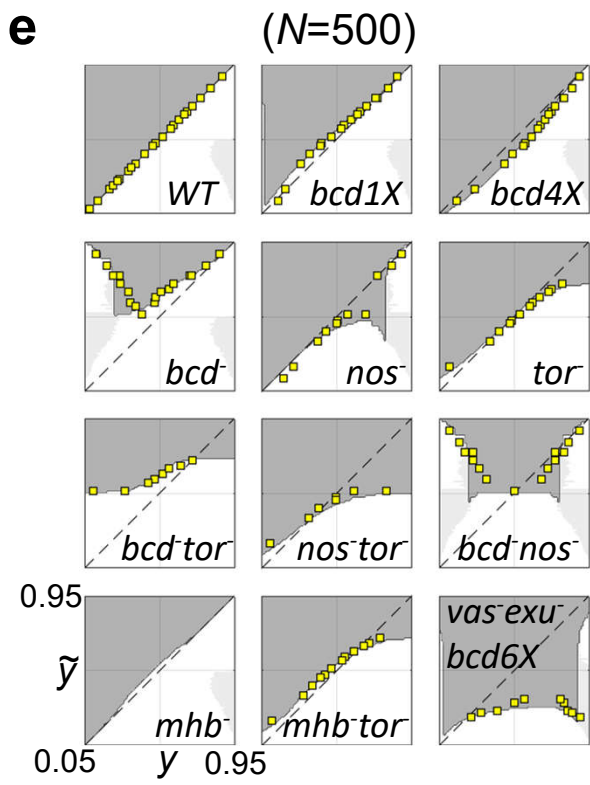 e
(N=500)
WT
bcd1X
bcd4X
bcd⁻
nos⁻
tor⁻
bcd⁻tor⁻
nos⁻tor⁻
bcd⁻nos⁻
0.95
ỹ
mhb⁻
mhb⁻tor⁻
vas⁻exu⁻
bcd6X
0.05
y
0.95